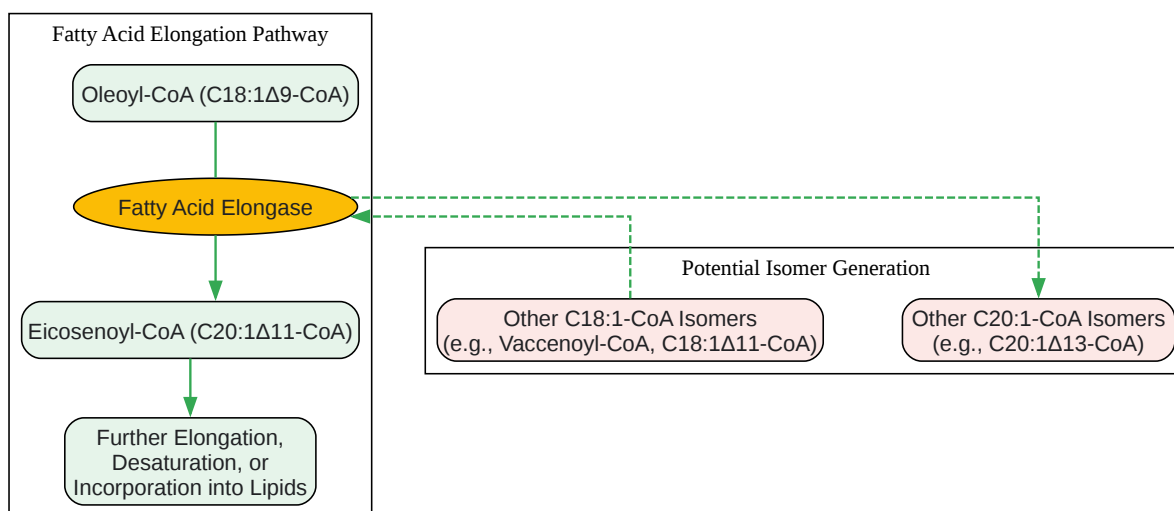 Fatty Acid Elongation Pathway
Oleoyl-CoA (C18:1Δ9-CoA)
Fatty Acid Elongase
Eicosenoyl-CoA (C20:1Δ11-CoA)
Further Elongation,
Desaturation, or
Incorporation into Lipids
Potential Isomer Generation
Other C18:1-CoA Isomers
(e.g., Vaccenoyl-CoA, C18:1Δ11-CoA)
Other C20:1-CoA Isomers
(e.g., C20:1Δ13-CoA)